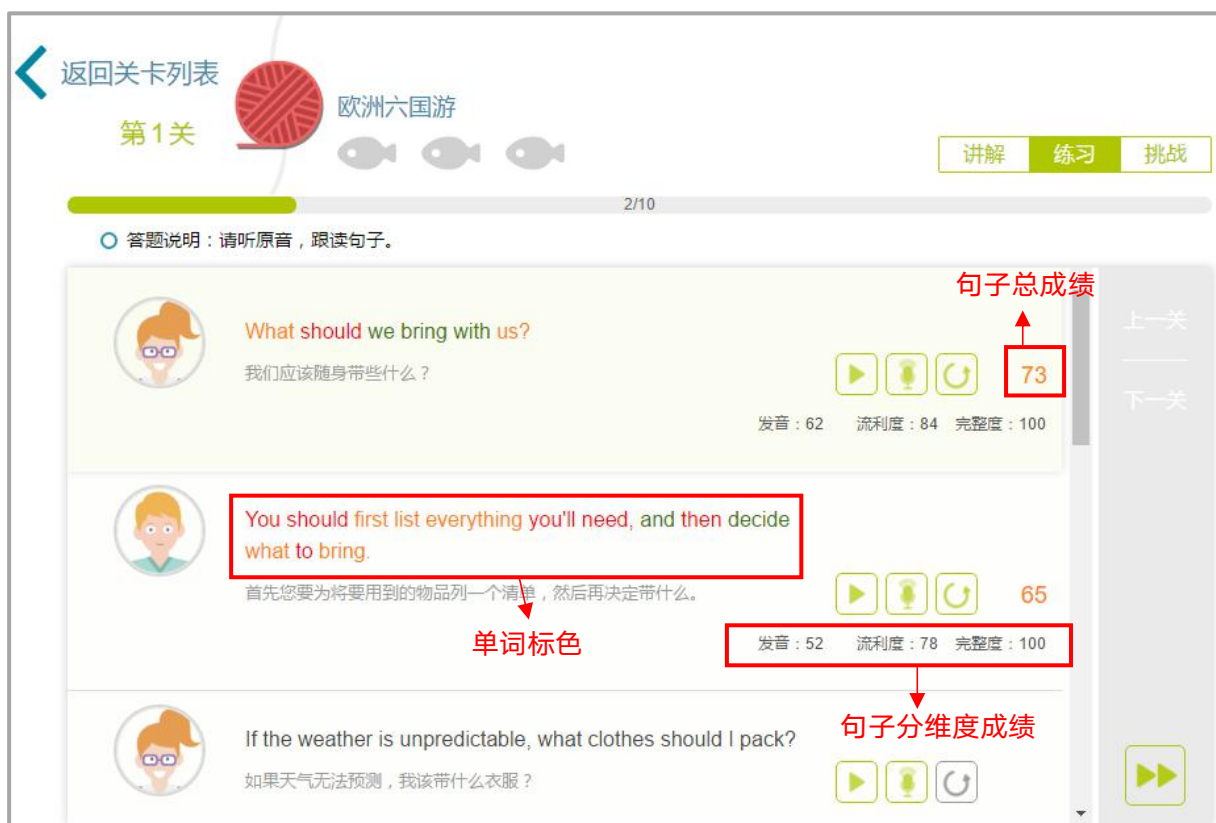 返回关卡列表
第1关
欧洲六国游
讲解 练习 挑战
2/10
答题说明：请听原音，跟读句子。
句子总成绩
上一关
What should we bring with us?
我们应该随身带些什么？
73
下一关
发音：62 流利度：84 完整度：100
You should first list everything you'll need, and then decide
what to bring.
首先您要为将要用到的物品列一个清单，然后再决定带什么。
65
单词标色
发音：52 流利度：78 完整度：100
句子分维度成绩
If the weather is unpredictable, what clothes should I pack?
如果天气无法预测，我该带什么衣服？